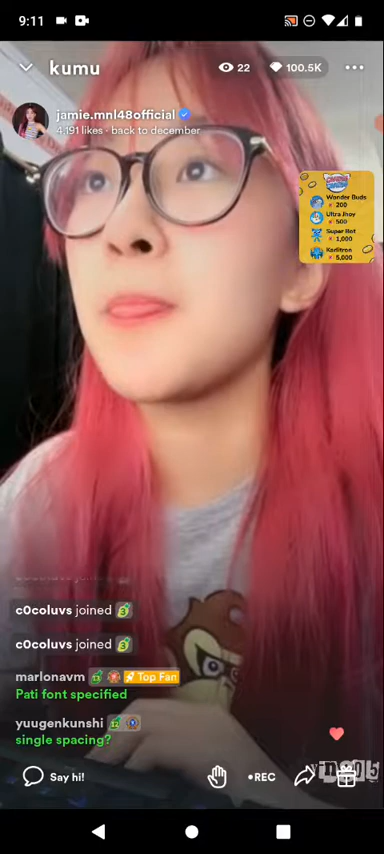 9:11
kumu
22
100.5K
jamie.mnl48official
4,191 likes · back to december
Wonder Buds
200
Ultra Jhoy
500
Super Hot
1,000
Karlitron
5,000
c0coluvs joined
c0coluvs joined
marlonavm Top Fan
Pati font specified
yuugenkunshi
single spacing?
Say hi!
•REC